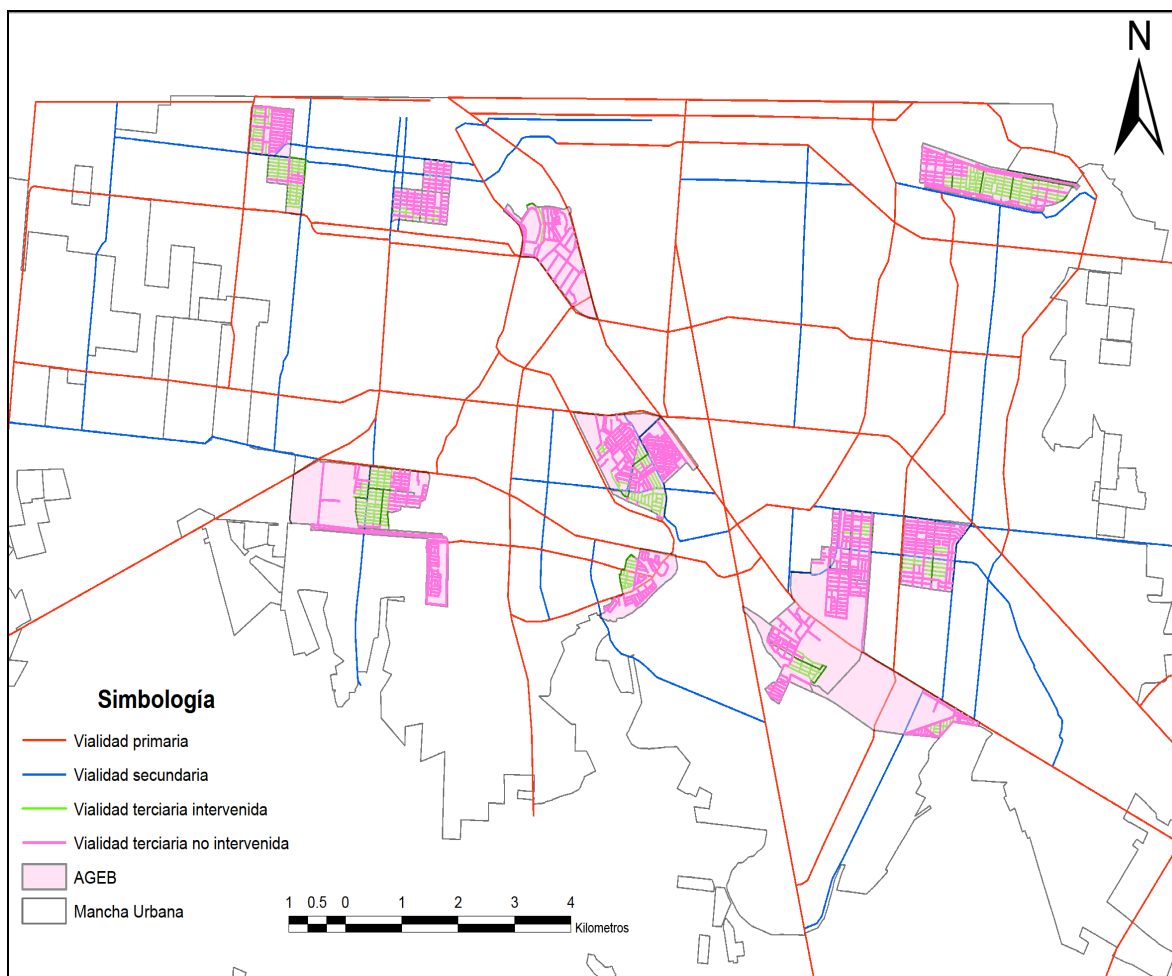 N
Simbología
Vialidad primaria
Vialidad secundaria
Vialidad terciaria intervenida
Vialidad terciaria no intervenida
AGEB
Mancha Urbana
1 0.5 0 1 2 3 4
Kilometros